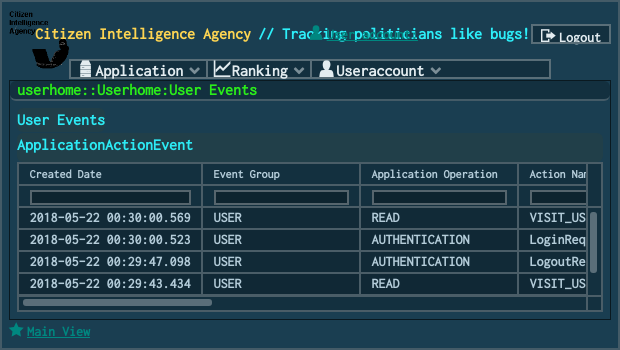 Citizen
Intelligence
Agency
Citizen Intelligence Agency // Tracking politicians like bugs!
Logout
Application Ranking Useraccount
userhome::Userhome:User Events
User Events
ApplicationActionEvent
Created Date Event Group Application Operation Action Nam
2018-05-22 00:30:00.569 USER READ VISIT_US
2018-05-22 00:30:00.523 USER AUTHENTICATION LoginReq
2018-05-22 00:29:47.098 USER AUTHENTICATION LogoutRe
2018-05-22 00:29:43.434 USER READ VISIT_US
Main View